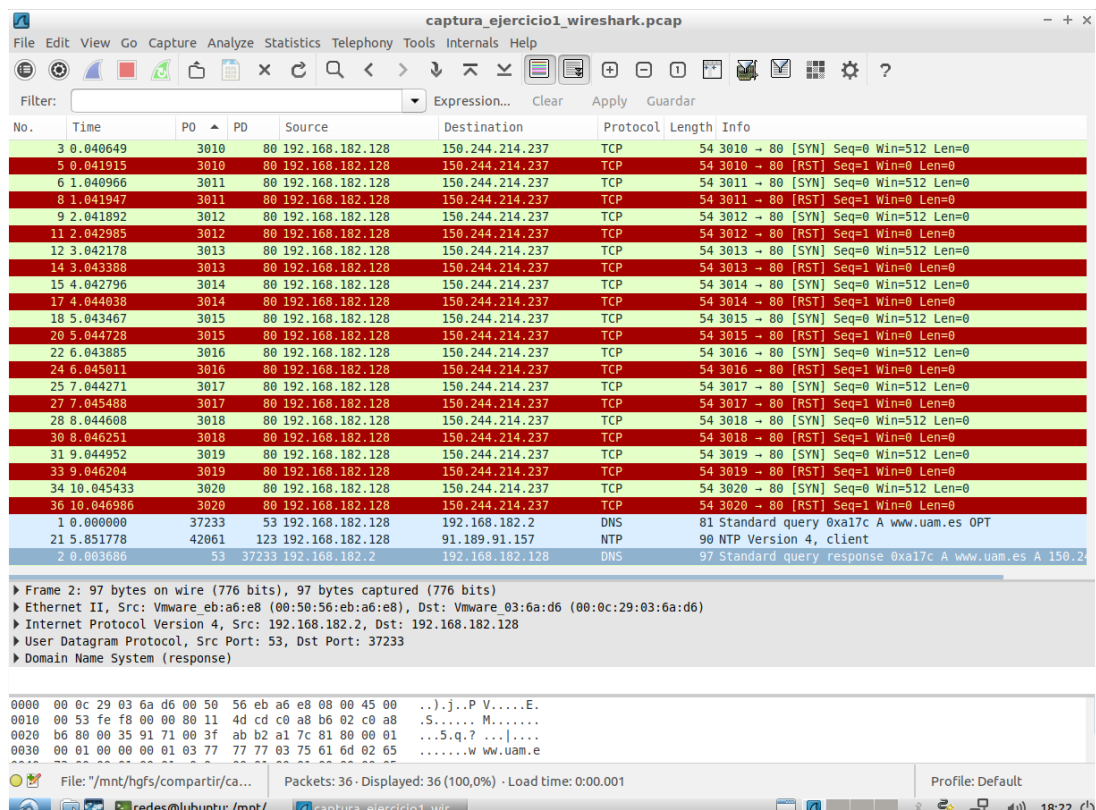 captura_ejercicio1_wireshark.pcap
File Edit View Go Capture Analyze Statistics Telephony Tools Internals Help
Filter: Expression... Clear Apply Guardar
No. Time PO PD Source Destination Protocol Length Info
3 0.040649 3010 80 192.168.182.128 150.244.214.237 TCP 54 3010 → 80 [SYN] Seq=0 Win=512 Len=0
5 0.041915 3010 80 192.168.182.128 150.244.214.237 TCP 54 3010 → 80 [RST] Seq=1 Win=0 Len=0
6 1.040966 3011 80 192.168.182.128 150.244.214.237 TCP 54 3011 → 80 [SYN] Seq=0 Win=512 Len=0
8 1.041947 3011 80 192.168.182.128 150.244.214.237 TCP 54 3011 → 80 [RST] Seq=1 Win=0 Len=0
9 2.041892 3012 80 192.168.182.128 150.244.214.237 TCP 54 3012 → 80 [SYN] Seq=0 Win=512 Len=0
11 2.042985 3012 80 192.168.182.128 150.244.214.237 TCP 54 3012 → 80 [RST] Seq=1 Win=0 Len=0
12 3.042178 3013 80 192.168.182.128 150.244.214.237 TCP 54 3013 → 80 [SYN] Seq=0 Win=512 Len=0
14 3.043388 3013 80 192.168.182.128 150.244.214.237 TCP 54 3013 → 80 [RST] Seq=1 Win=0 Len=0
15 4.042796 3014 80 192.168.182.128 150.244.214.237 TCP 54 3014 → 80 [SYN] Seq=0 Win=512 Len=0
17 4.044038 3014 80 192.168.182.128 150.244.214.237 TCP 54 3014 → 80 [RST] Seq=1 Win=0 Len=0
18 5.043467 3015 80 192.168.182.128 150.244.214.237 TCP 54 3015 → 80 [SYN] Seq=0 Win=512 Len=0
20 5.044728 3015 80 192.168.182.128 150.244.214.237 TCP 54 3015 → 80 [RST] Seq=1 Win=0 Len=0
22 6.043885 3016 80 192.168.182.128 150.244.214.237 TCP 54 3016 → 80 [SYN] Seq=0 Win=512 Len=0
24 6.045011 3016 80 192.168.182.128 150.244.214.237 TCP 54 3016 → 80 [RST] Seq=1 Win=0 Len=0
25 7.044271 3017 80 192.168.182.128 150.244.214.237 TCP 54 3017 → 80 [SYN] Seq=0 Win=512 Len=0
27 7.045488 3017 80 192.168.182.128 150.244.214.237 TCP 54 3017 → 80 [RST] Seq=1 Win=0 Len=0
28 8.044608 3018 80 192.168.182.128 150.244.214.237 TCP 54 3018 → 80 [SYN] Seq=0 Win=512 Len=0
30 8.046251 3018 80 192.168.182.128 150.244.214.237 TCP 54 3018 → 80 [RST] Seq=1 Win=0 Len=0
31 9.044952 3019 80 192.168.182.128 150.244.214.237 TCP 54 3019 → 80 [SYN] Seq=0 Win=512 Len=0
33 9.046204 3019 80 192.168.182.128 150.244.214.237 TCP 54 3019 → 80 [RST] Seq=1 Win=0 Len=0
34 10.045433 3020 80 192.168.182.128 150.244.214.237 TCP 54 3020 → 80 [SYN] Seq=0 Win=512 Len=0
36 10.046986 3020 80 192.168.182.128 150.244.214.237 TCP 54 3020 → 80 [RST] Seq=1 Win=0 Len=0
1 0.000000 37233 53 192.168.182.128 192.168.182.2 DNS 81 Standard query 0xa17c A www.uam.es OPT
21 5.851778 42061 123 192.168.182.128 91.189.91.157 NTP 90 NTP Version 4, client
2 0.003686 53 37233 192.168.182.2 192.168.182.128 DNS 97 Standard query response 0xa17c A www.uam.es A 150.24
Frame 2: 97 bytes on wire (776 bits), 97 bytes captured (776 bits)
Ethernet II, Src: Vmware_eb:a6:e8 (00:50:56:eb:a6:e8), Dst: Vmware_03:6a:d6 (00:0c:29:03:6a:d6)
Internet Protocol Version 4, Src: 192.168.182.2, Dst: 192.168.182.128
User Datagram Protocol, Src Port: 53, Dst Port: 37233
Domain Name System (response)
0000 00 0c 29 03 6a d6 00 50 56 eb a6 e8 08 00 45 00 ..).j..P V.....E.
0010 00 53 fe f8 00 00 80 11 4d cd c0 a8 b6 02 c0 a8 .S...... M.......
0020 b6 80 00 35 91 71 00 3f ab b2 a1 7c 81 80 00 01 ...5.q.? ...|....
0030 00 01 00 00 00 01 03 77 77 77 03 75 61 6d 02 65 .......w ww.uam.e
File: "/mnt/hgfs/compartir/ca... Packets: 36 · Displayed: 36 (100,0%) · Load time: 0:00.001 Profile: Default
redes@lubuntu: /mnt/ captura_ejercicio1_wir 18:22